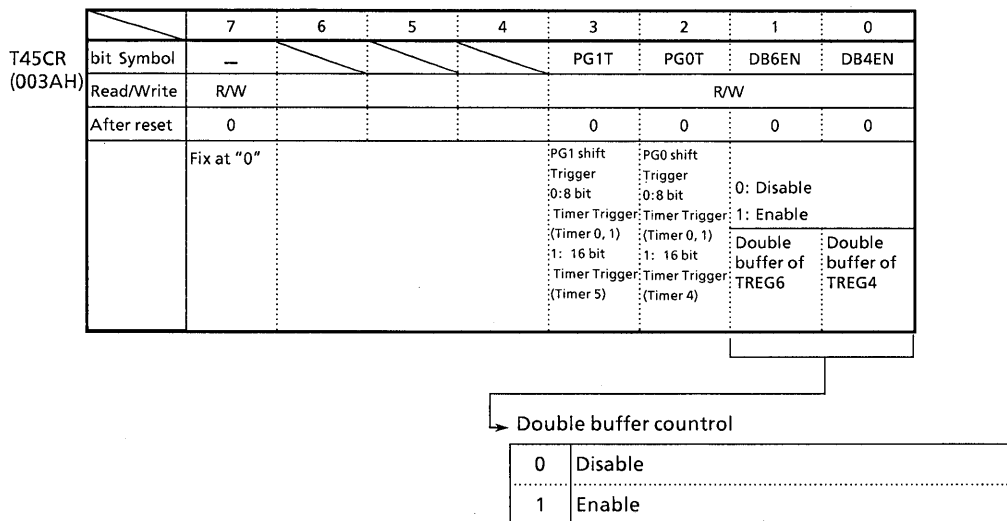 7 6 5 4 3 2 1 0
T45CR
(003AH)
bit Symbol – PG1T PG0T DB6EN DB4EN
Read/Write R/W R/W
After reset 0 0 0 0 0
Fix at "0"
PG1 shift
Trigger
0:8 bit
Timer Trigger
(Timer 0, 1)
1: 16 bit
Timer Trigger
(Timer 5)
PG0 shift
Trigger
0:8 bit
Timer Trigger
(Timer 0, 1)
1: 16 bit
Timer Trigger
(Timer 4)
0: Disable
1: Enable
Double
buffer of
TREG6
Double
buffer of
TREG4
Double buffer countrol
0 Disable
1 Enable